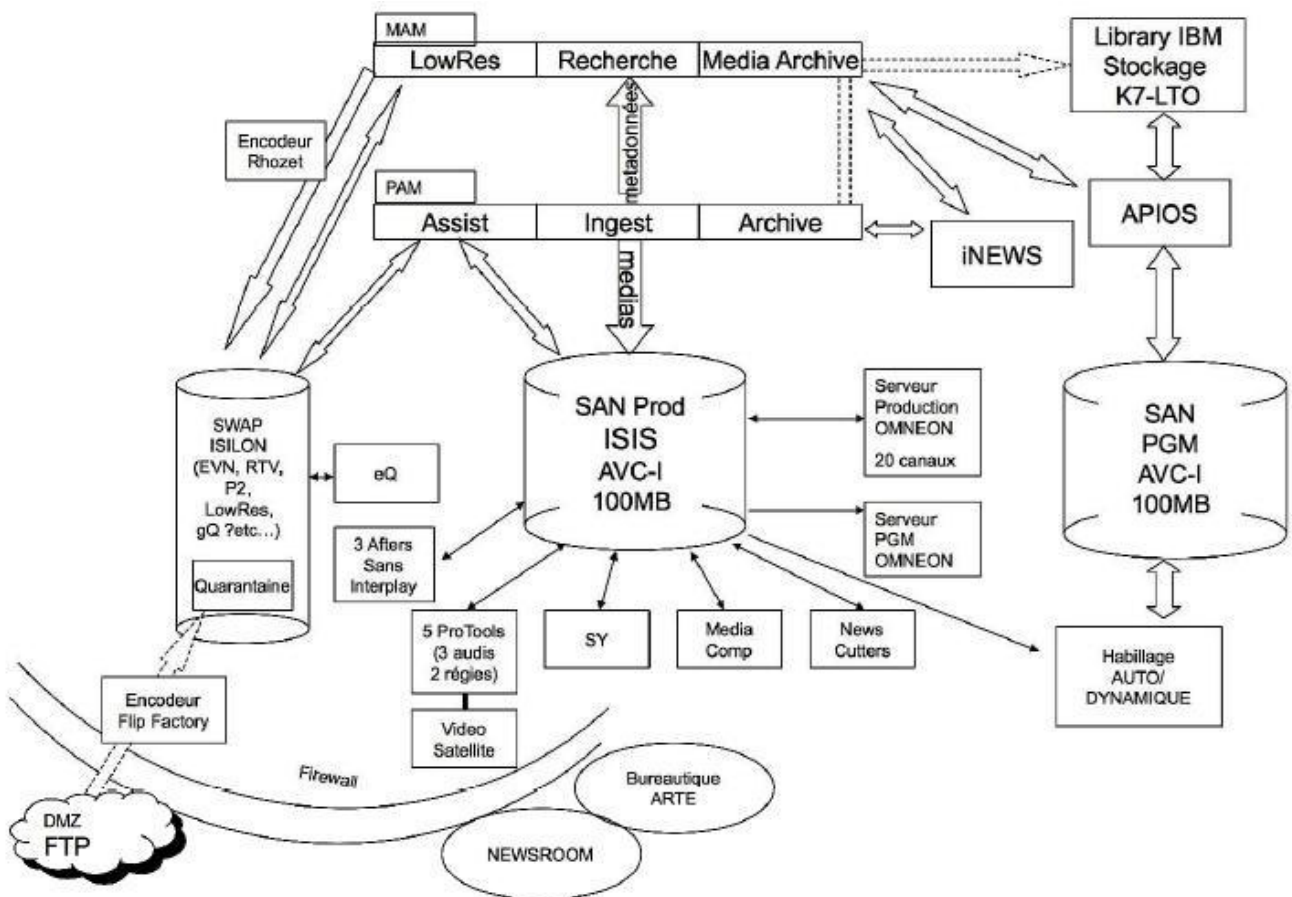 MAM
LowRes
Recherche
Media Archive
Library IBM
Stockage
K7-LTO
Encodeur
Rhozet
metadonnées
PAM
Assist
Ingest
Archive
iNEWS
APIOS
medias
SWAP
ISILON
(EVN, RTV,
P2,
LowRes,
gQ ?etc...)
Quarantaine
eQ
3 Afters
Sans
Interplay
SAN Prod
ISIS
AVC-I
100MB
Serveur
Production
OMNEON
20 canaux
Serveur
PGM
OMNEON
SAN
PGM
AVC-I
100MB
5 ProTools
(3 audis
2 régies)
SY
Media
Comp
News
Cutters
Habillage
AUTO/
DYNAMIQUE
Encodeur
Flip Factory
Video
Satellite
Firewall
Bureautique
ARTE
DMZ
FTP
NEWSROOM